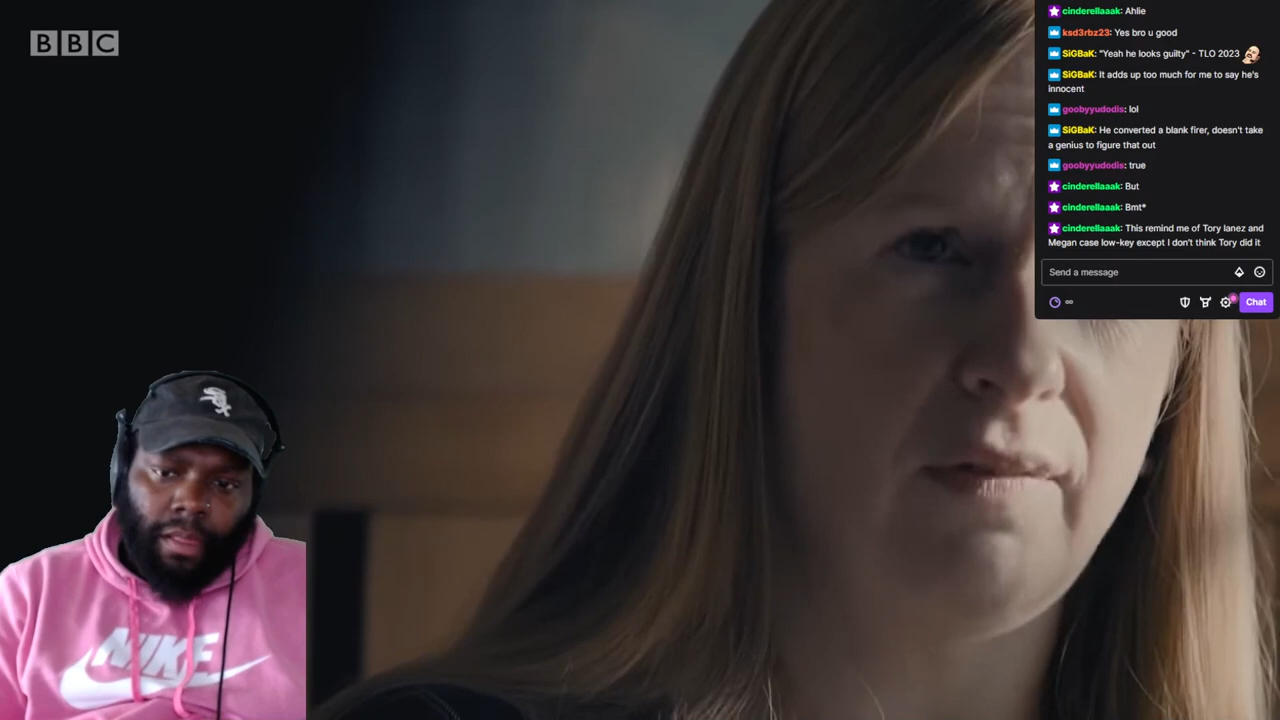 BBC
cinderellaaak: Ahlie
ksd3rbz23: Yes bro u good
SiGBaK: "Yeah he looks guilty" - TLO 2023
SiGBaK: It adds up too much for me to say he's
innocent
goobyyudodis: lol
SiGBaK: He converted a blank firer, doesn't take
a genius to figure that out
goobyyudodis: true
cinderellaaak: But
cinderellaaak: Bmt*
cinderellaaak: This remind me of Tory lanez and
Megan case low-key except I don't think Tory did it
Send a message
∞
Chat
NIKE